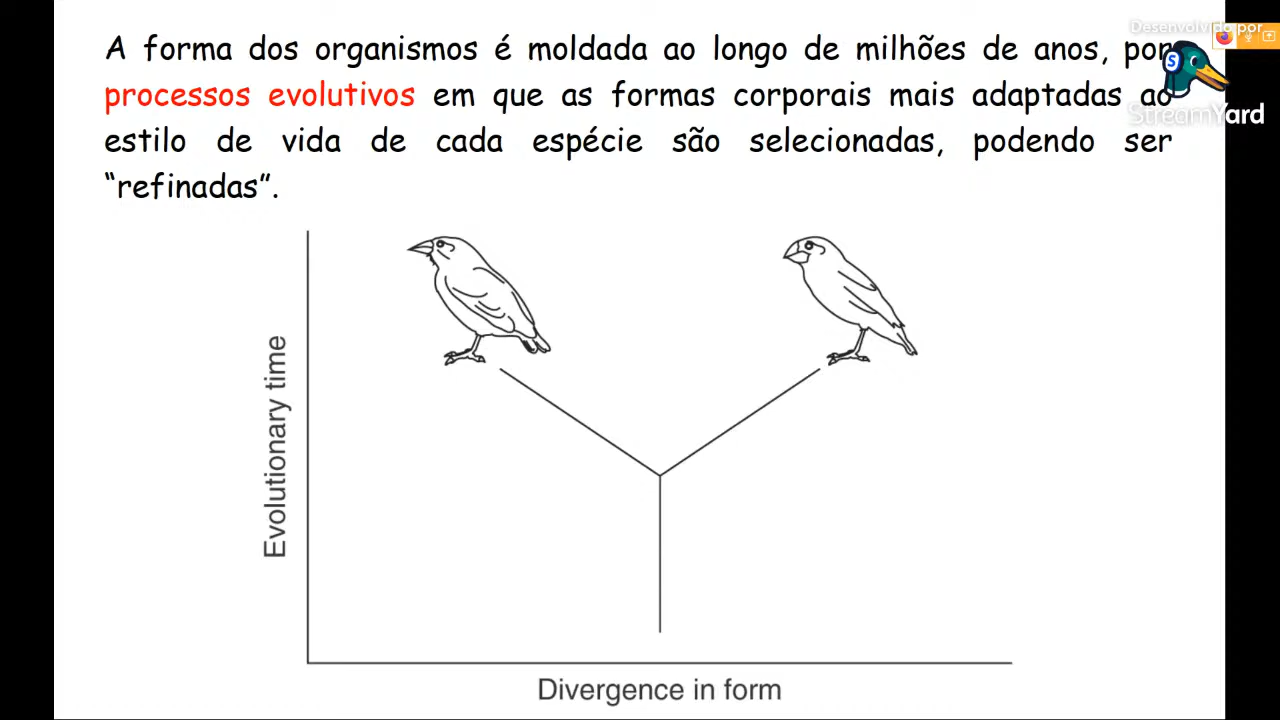 Desenvolvido por
StreamYard
A forma dos organismos é moldada ao longo de milhões de anos, por
processos evolutivos em que as formas corporais mais adaptadas ao
estilo de vida de cada espécie são selecionadas, podendo ser
“refinadas”.
Evolutionary time
Divergence in form